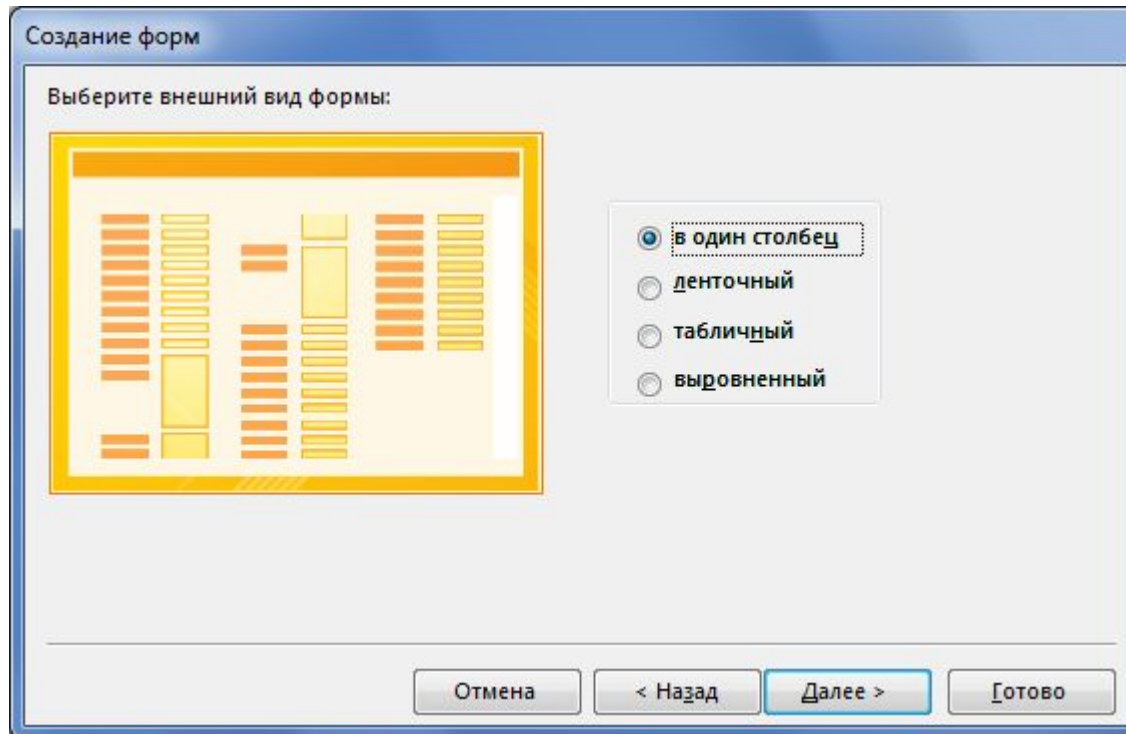 Создание форм
Выберите внешний вид формы:
в один столбец
ленточный
табличный
выровненный
Отмена
< Назад
Далее >
Готово